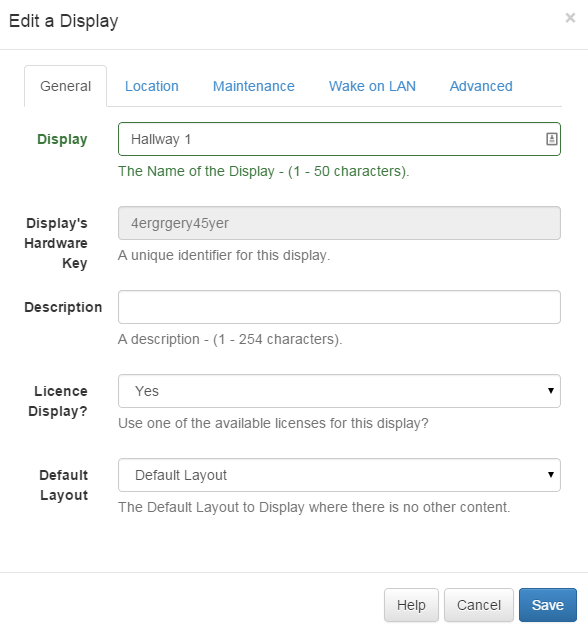 Edit a Display
×
General Location Maintenance Wake on LAN Advanced
Display
Hallway 1
The Name of the Display - (1 - 50 characters).
Display's
Hardware
Key
4ergrgery45yer
A unique identifier for this display.
Description
A description - (1 - 254 characters).
Licence
Display?
Yes
Use one of the available licenses for this display?
Default
Layout
Default Layout
The Default Layout to Display where there is no other content.
Help Cancel Save